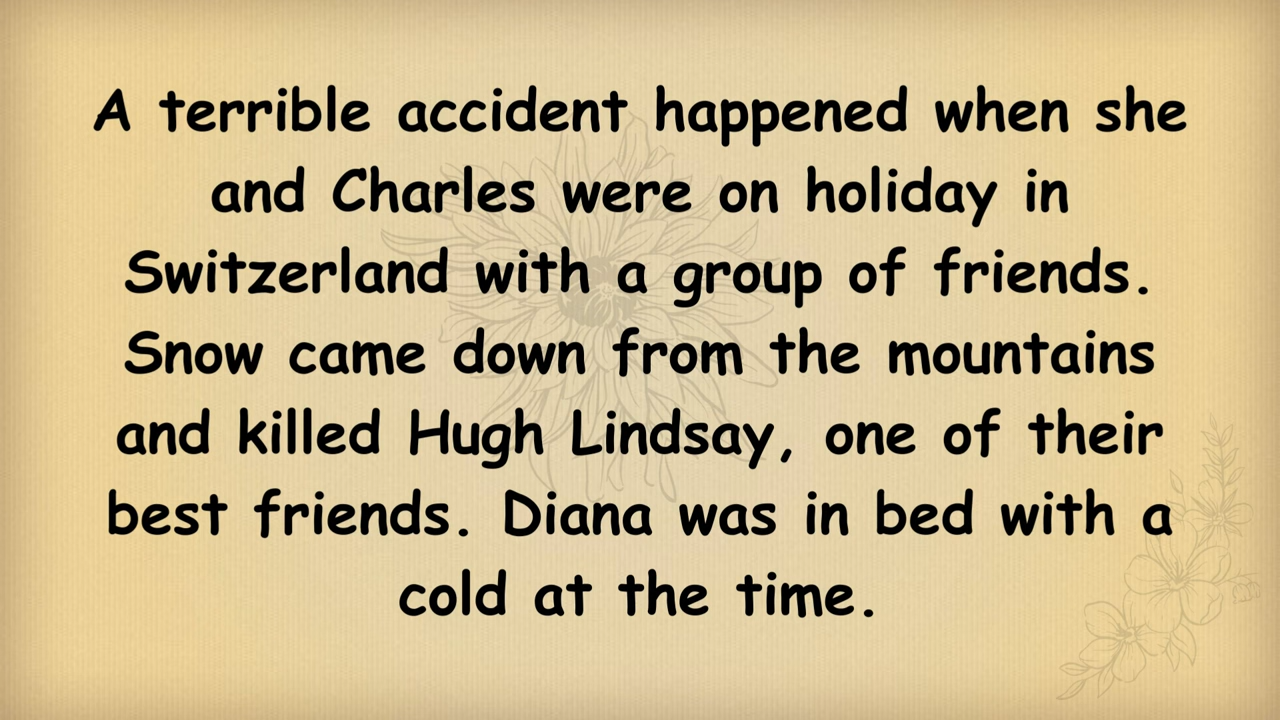 A terrible accident happened when she
and Charles were on holiday in
Switzerland with a group of friends.
Snow came down from the mountains
and killed Hugh Lindsay, one of their
best friends. Diana was in bed with a
cold at the time.